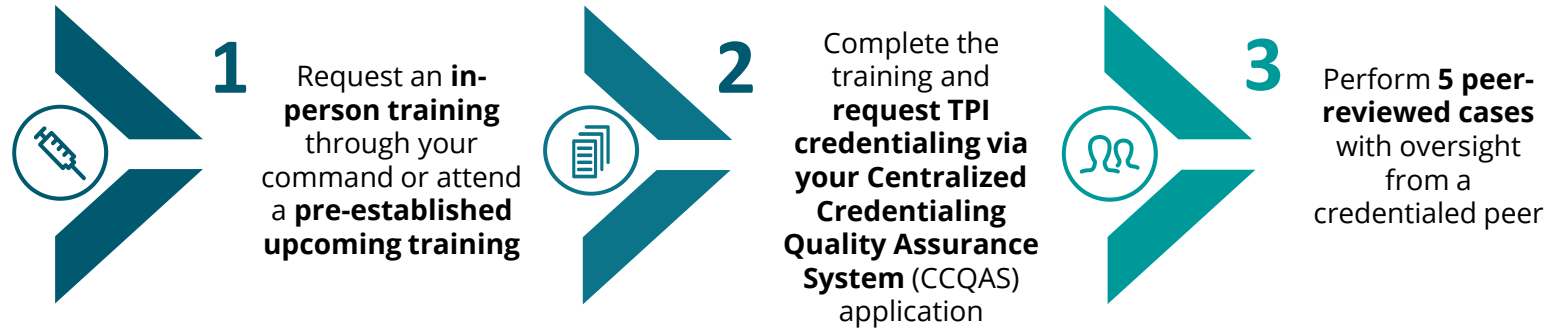 1
Request an in-
person training
through your
command or attend
a pre-established
upcoming training
2
Complete the
training and
request TPI
credentialing via
your Centralized
Credentialing
Quality Assurance
System (CCQAS)
application
3
Perform 5 peer-
reviewed cases
with oversight
from a
credentialed peer